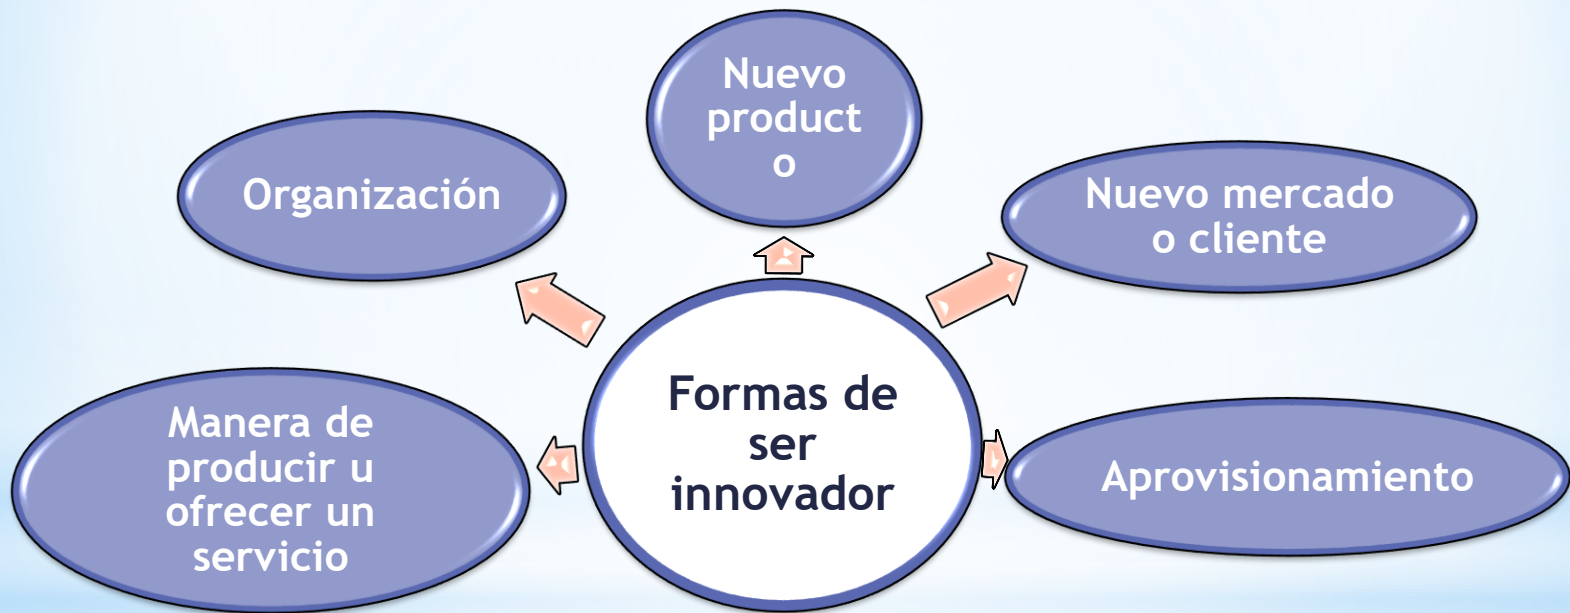 Nuevo
product
o
Organización
Nuevo mercado
o cliente
Formas de
ser
innovador
Manera de
producir u
ofrecer un
servicio
Aprovisionamiento